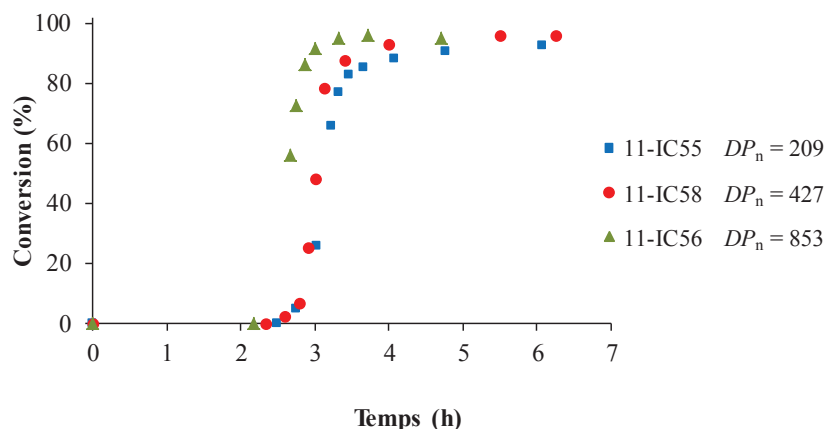 100
80
60
40
20
0
Conversion (%)
0 1 2 3 4 5 6 7
Temps (h)
11-IC55 DPn = 209
11-IC58 DPn = 427
11-IC56 DPn = 853